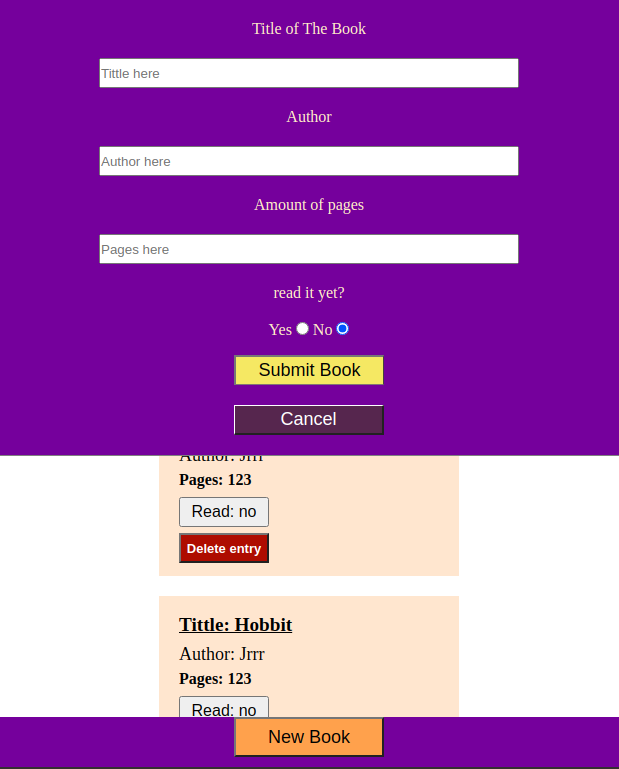 Title of The Book
Tittle here
Author
Author here
Amount of pages
Pages here
read it yet?
Yes No
Submit Book
Cancel
Author: Jrrr
Pages: 123
Read: no
Delete entry
Tittle: Hobbit
Author: Jrrr
Pages: 123
Read: no
New Book